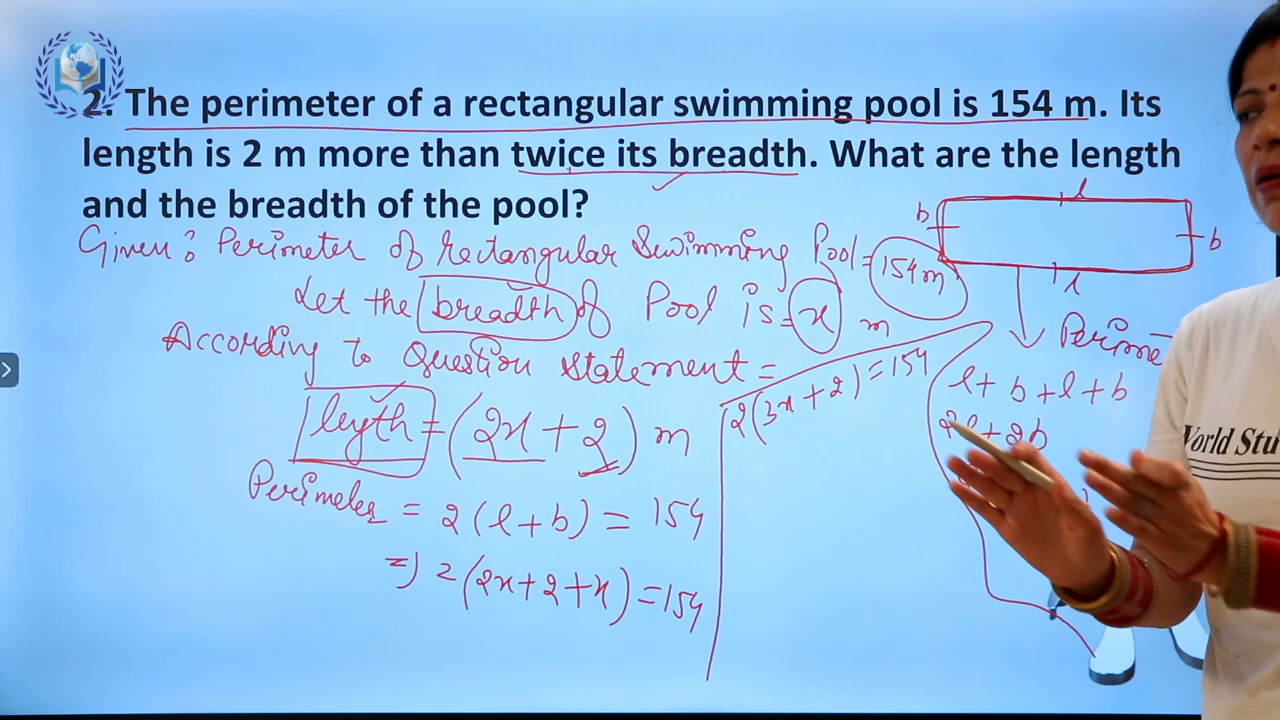 2. The perimeter of a rectangular swimming pool is 154 m. Its
length is 2 m more than twice its breadth. What are the length
and the breadth of the pool?
Given: Perimeter of Rectangular Swimming Pool = 154m
Let the breadth of Pool is = x m
According to Question Statement =
length = (2x + 2) m
Perimeter = 2(l+b) = 154
=> 2(2x+2+x) = 154
2(3x+2) = 154
l
b
b
l
Perime
l + b + l + b
2l + 2b
World Stu